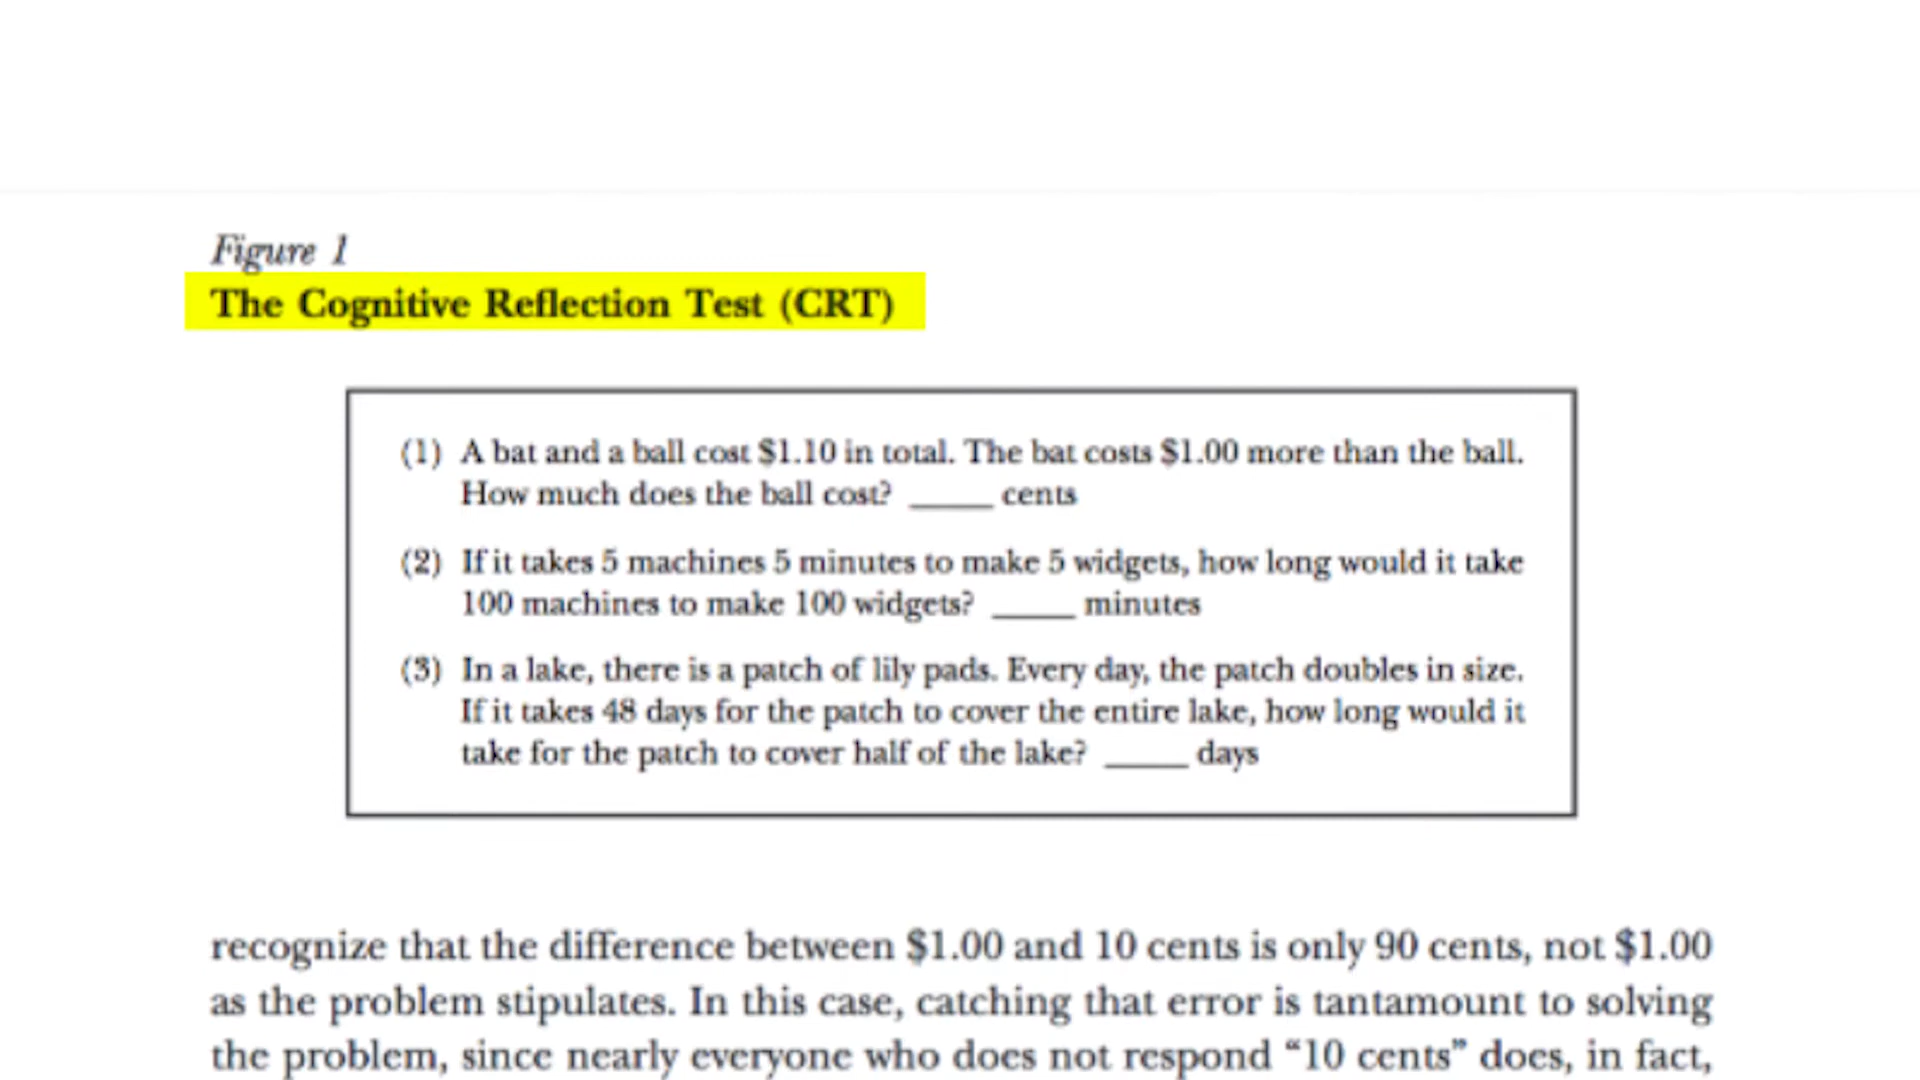 Figure 1
The Cognitive Reflection Test (CRT)
(1) A bat and a ball cost $1.10 in total. The bat costs $1.00 more than the ball.
How much does the ball cost? _____ cents
(2) If it takes 5 machines 5 minutes to make 5 widgets, how long would it take
100 machines to make 100 widgets? _____ minutes
(3) In a lake, there is a patch of lily pads. Every day, the patch doubles in size.
If it takes 48 days for the patch to cover the entire lake, how long would it
take for the patch to cover half of the lake? _____ days
recognize that the difference between $1.00 and 10 cents is only 90 cents, not $1.00
as the problem stipulates. In this case, catching that error is tantamount to solving
the problem, since nearly everyone who does not respond “10 cents” does, in fact,